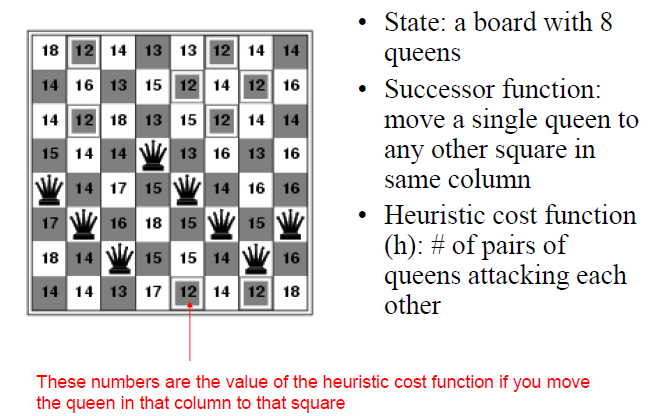 18 12 14 13 13 12 14 14
14 16 13 15 12 14 12 16
14 12 18 13 15 12 14 14
15 14 14 13 16 13 16
14 17 15 14 16 16
17 16 18 15 15
18 14 15 15 14 16
14 14 13 17 12 14 12 18
• State: a board with 8
queens
• Successor function:
move a single queen to
any other square in
same column
• Heuristic cost function
(h): # of pairs of
queens attacking each
other
These numbers are the value of the heuristic cost function if you move
the queen in that column to that square